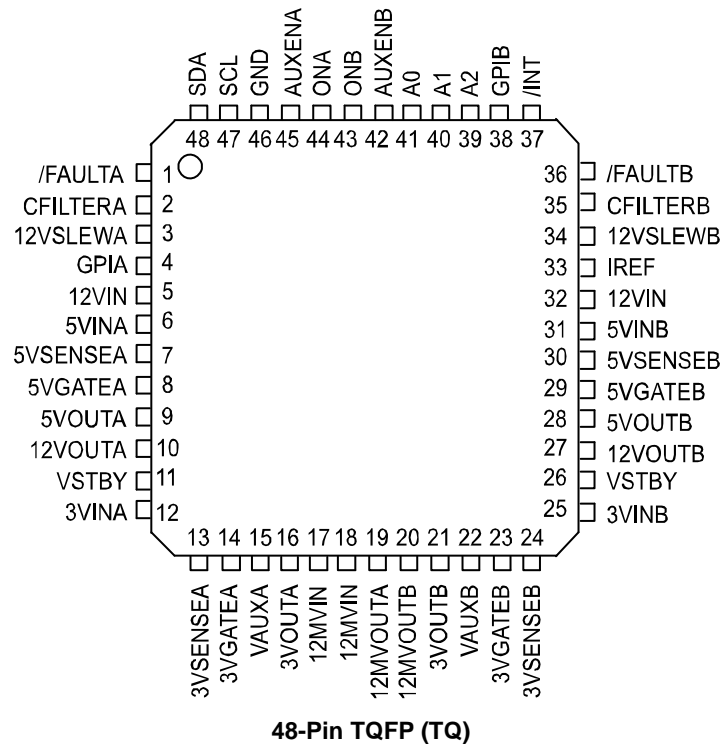 SDA
SCL
GND
AUXENA
ONA
ONB
AUXENB
A0
A1
A2
GPIB
/INT
48 47 46 45 44 43 42 41 40 39 38 37
/FAULTA 1 36 /FAULTB
CFILTERA 2 35 CFILTERB
12VSLEWA 3 34 12VSLEWB
GPIA 4 33 IREF
12VIN 5 32 12VIN
5VINA 6 31 5VINB
5VSENSEA 7 30 5VSENSEB
5VGATEA 8 29 5VGATEB
5VOUTA 9 28 5VOUTB
12VOUTA 10 27 12VOUTB
VSTBY 11 26 VSTBY
3VINA 12 25 3VINB
13 14 15 16 17 18 19 20 21 22 23 24
3VSENSEA
3VGATEA
VAUXA
3VOUTA
12MVIN
12MVIN
12MVOUTA
12MVOUTB
3VOUTB
VAUXB
3VGATEB
3VSENSEB
48-Pin TQFP (TQ)